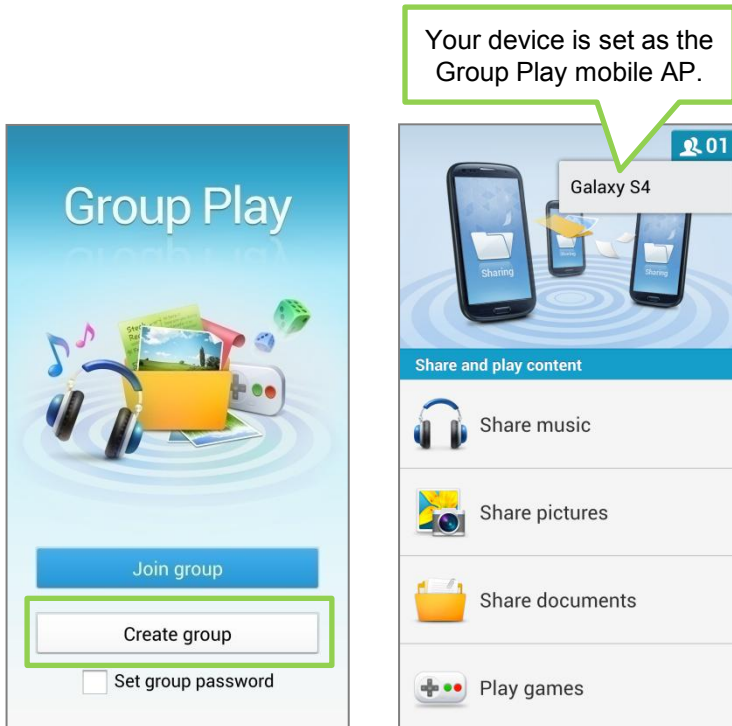 Your device is set as the
Group Play mobile AP.
Group Play
Join group
Create group
Set group password
01
Galaxy S4
Sharing
Sharing
Sharing
Share and play content
Share music
Share pictures
Share documents
Play games